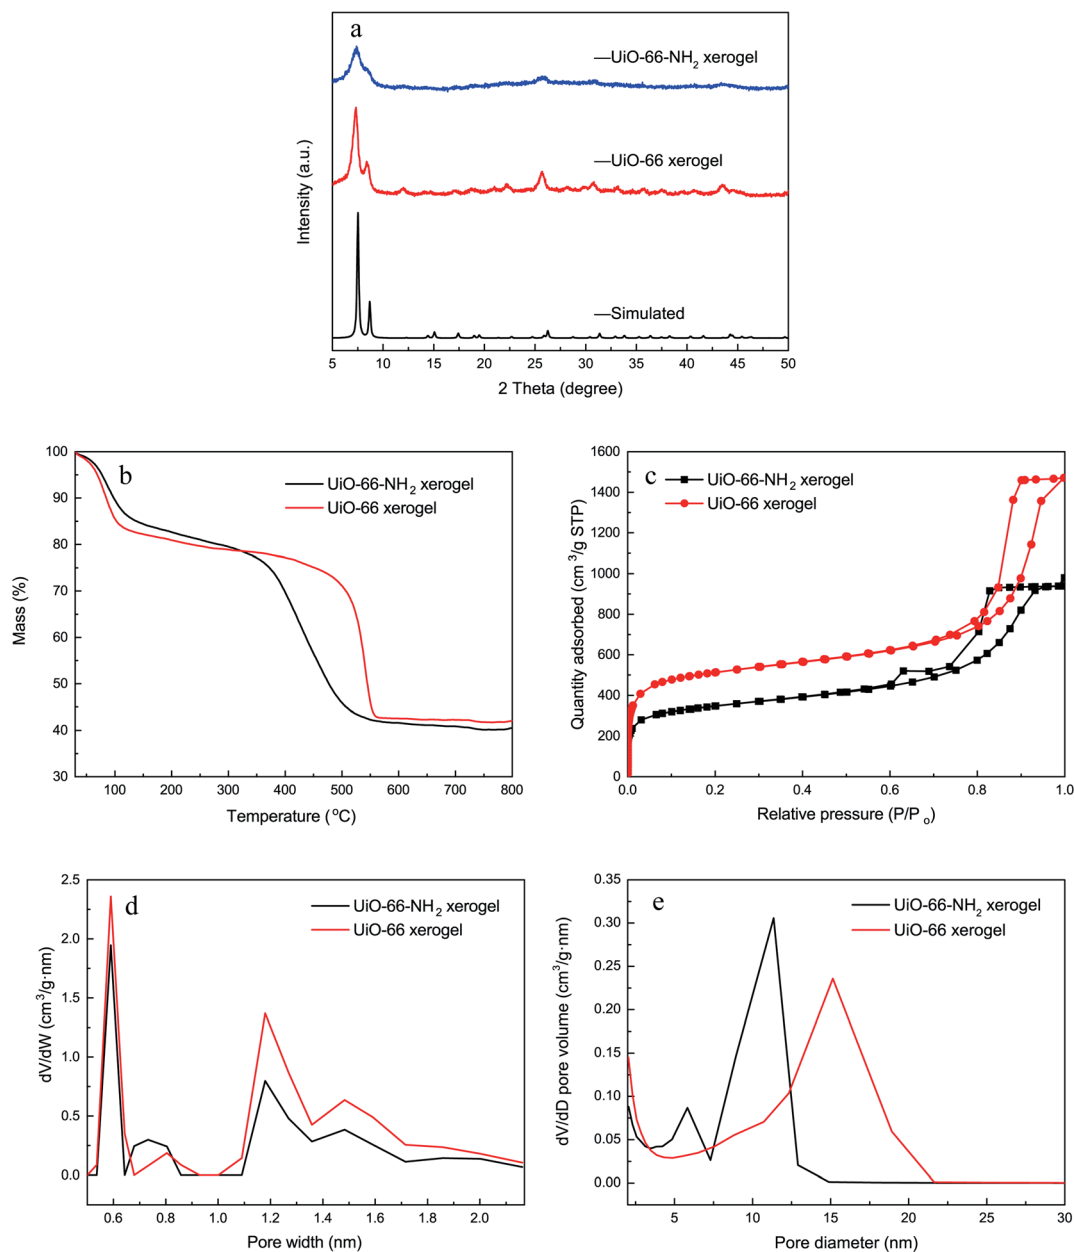 a
—UiO-66-NH2 xerogel
—UiO-66 xerogel
—Simulated
Intensity (a.u.)
5 10 15 20 25 30 35 40 45 50
2 Theta (degree)
b
UiO-66-NH2 xerogel
UiO-66 xerogel
100
90
80
70
60
50
40
30
Mass (%)
100 200 300 400 500 600 700 800
Temperature (°C)
c
UiO-66-NH2 xerogel
UiO-66 xerogel
1600
1400
1200
1000
800
600
400
200
0
Quantity adsorbed (cm3/g STP)
0.0 0.2 0.4 0.6 0.8 1.0
Relative pressure (P/Po)
d
UiO-66-NH2 xerogel
UiO-66 xerogel
2.5
2.0
1.5
1.0
0.5
0.0
dV/dW (cm3/g·nm)
0.6 0.8 1.0 1.2 1.4 1.6 1.8 2.0
Pore width (nm)
e
UiO-66-NH2 xerogel
UiO-66 xerogel
0.35
0.30
0.25
0.20
0.15
0.10
0.05
0.00
dV/dD pore volume (cm3/g·nm)
5 10 15 20 25 30
Pore diameter (nm)